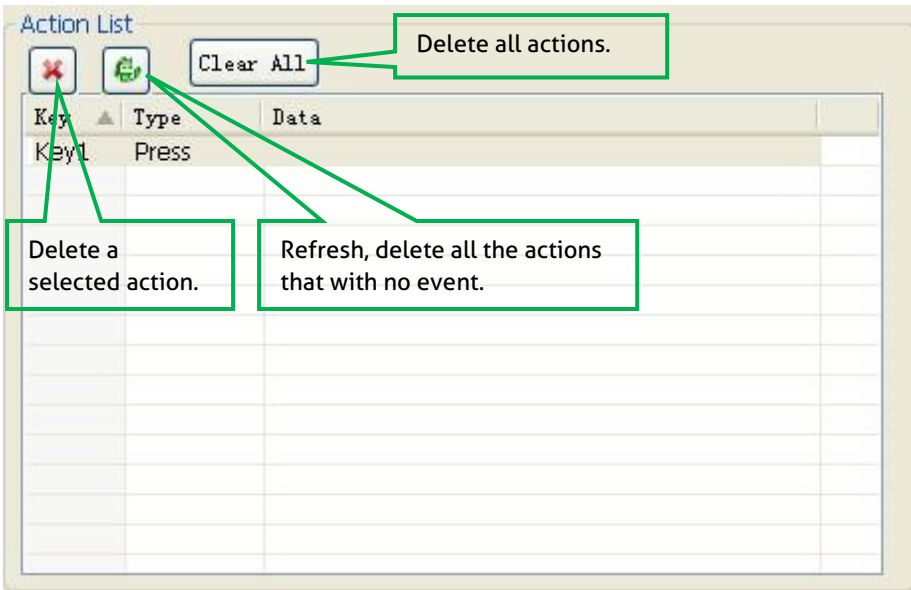 Action List
Delete all actions.
Clear All
Key Type Data
Key1 Press
Delete a
selected action.
Refresh, delete all the actions
that with no event.